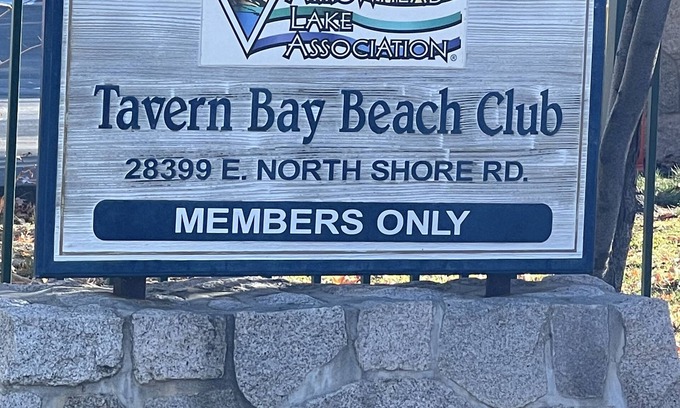 LAKE
ASSOCIATION®
Tavern Bay Beach Club
28399 E. NORTH SHORE RD.
MEMBERS ONLY